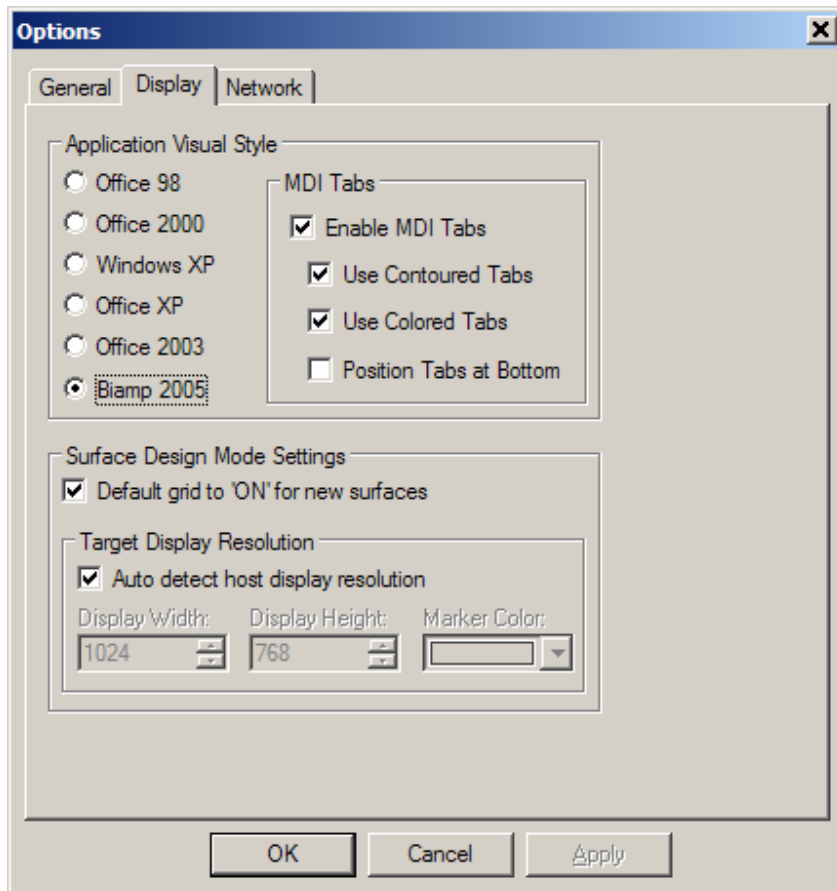 Options
General Display Network
Application Visual Style
Office 98
Office 2000
Windows XP
Office XP
Office 2003
Biamp 2005
MDI Tabs
Enable MDI Tabs
Use Contoured Tabs
Use Colored Tabs
Position Tabs at Bottom
Surface Design Mode Settings
Default grid to 'ON' for new surfaces
Target Display Resolution
Auto detect host display resolution
Display Width: Display Height: Marker Color:
1024 768
OK Cancel Apply